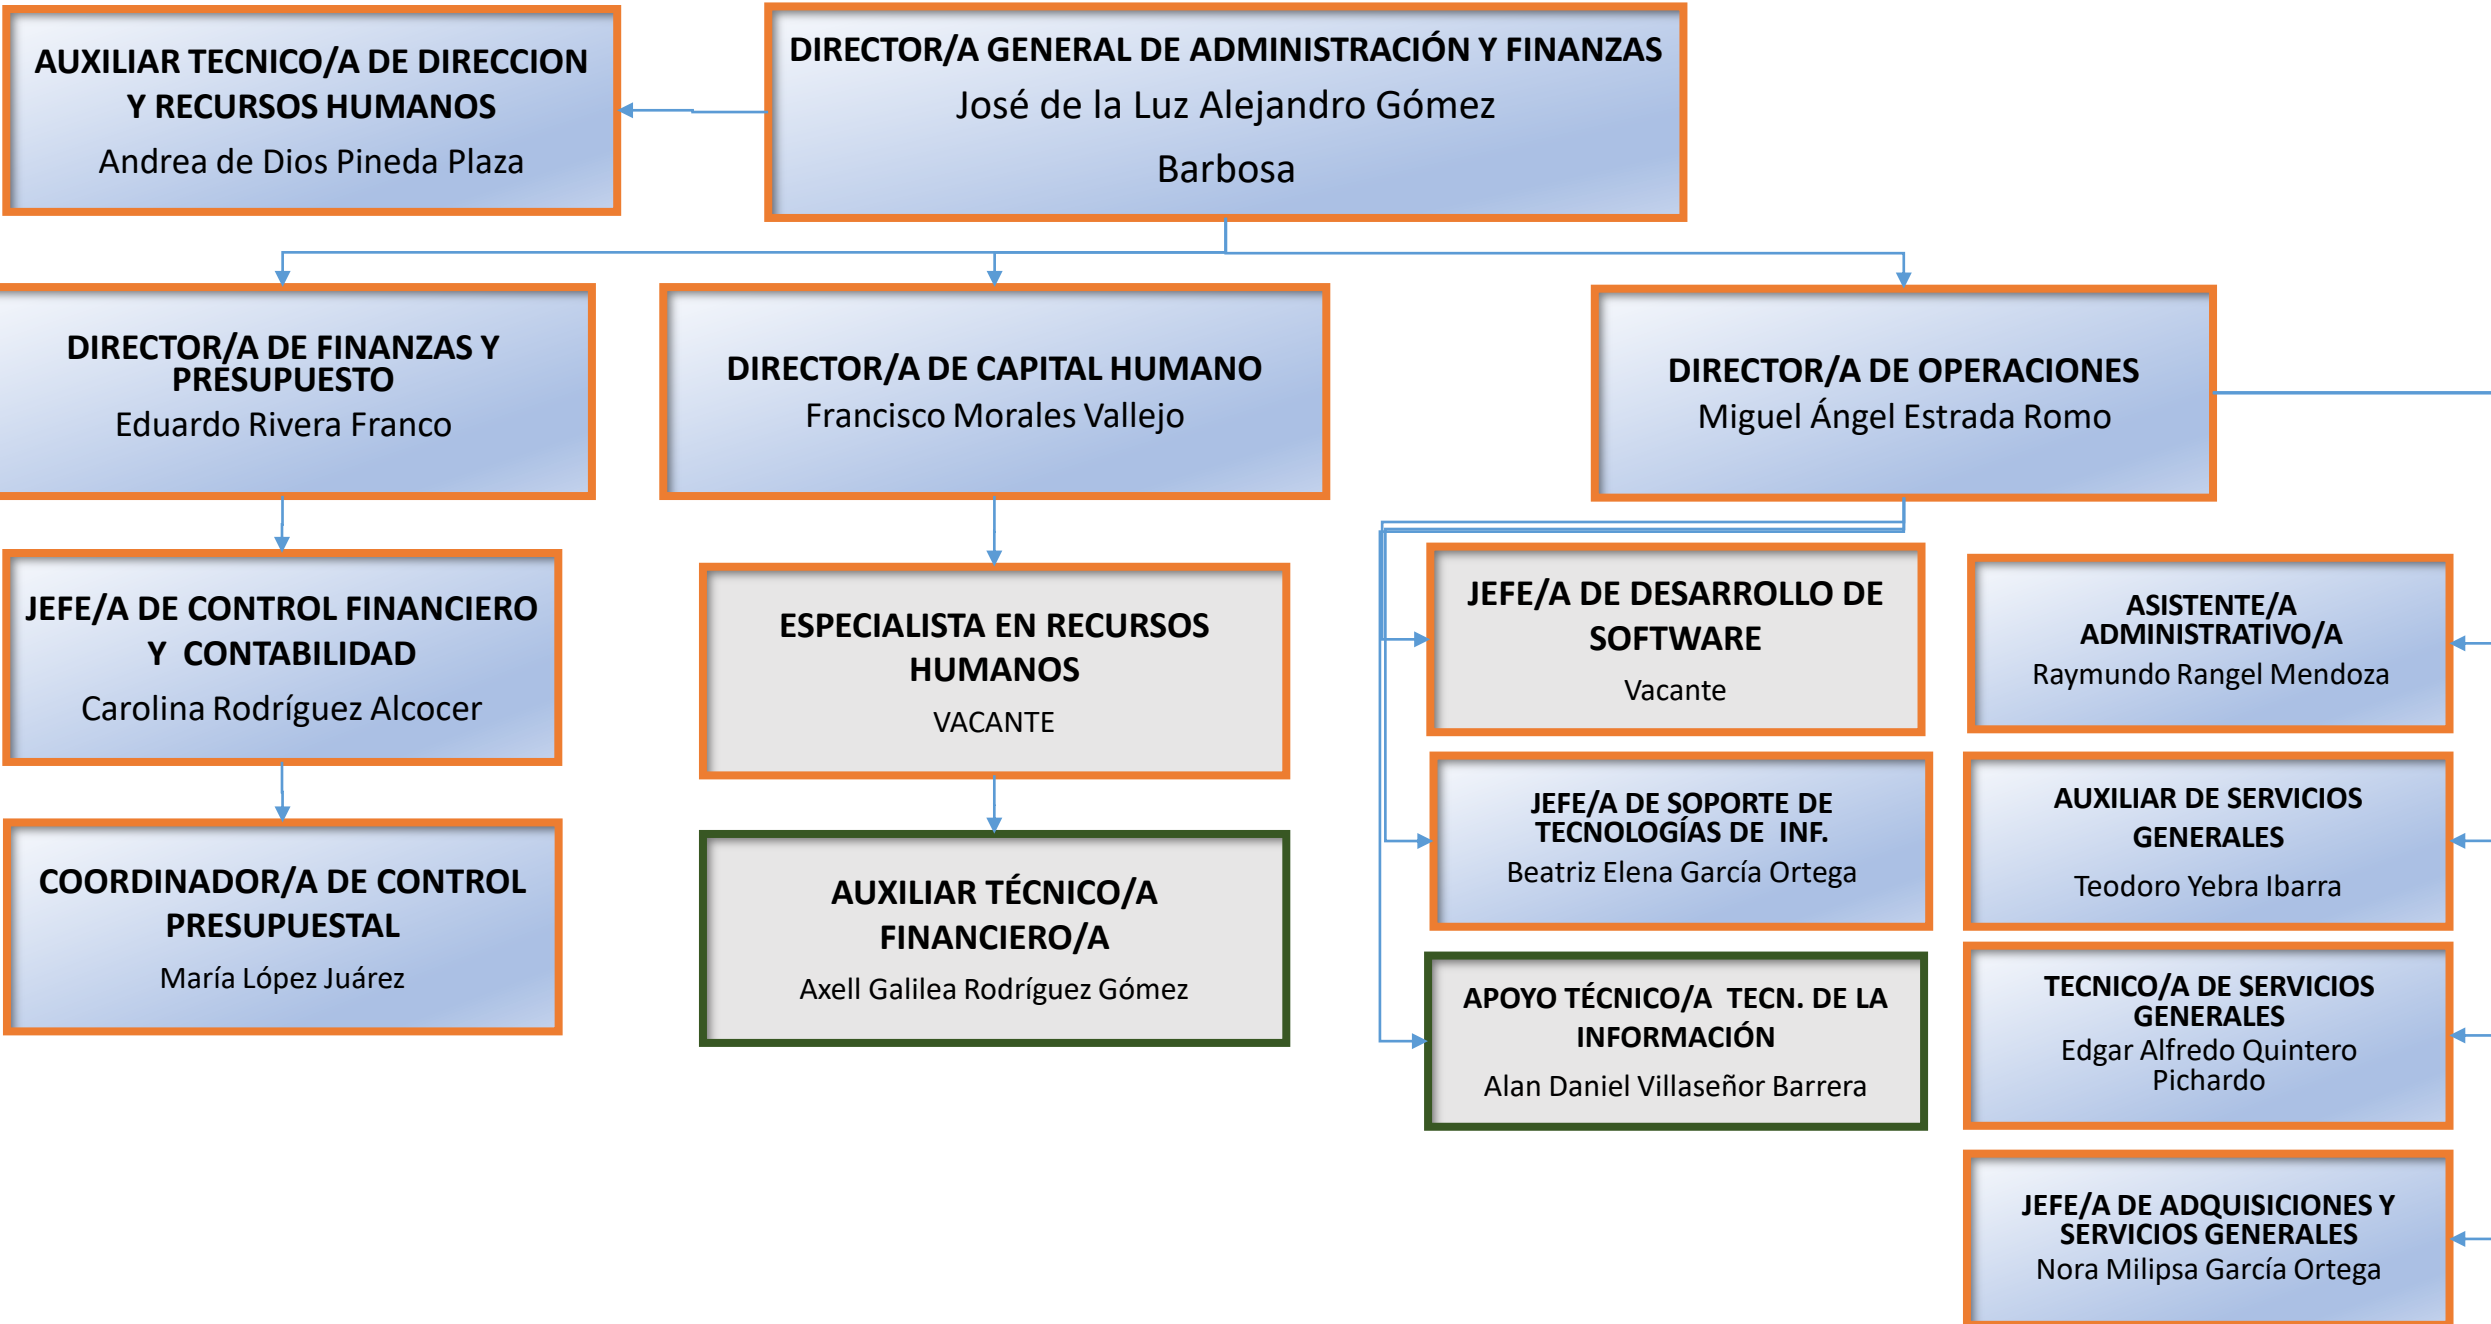 AUXILIAR TECNICO/A DE DIRECCION
Y RECURSOS HUMANOS
Andrea de Dios Pineda Plaza
DIRECTOR/A GENERAL DE ADMINISTRACIÓN Y FINANZAS
José de la Luz Alejandro Gómez
Barbosa
DIRECTOR/A DE FINANZAS Y
PRESUPUESTO
Eduardo Rivera Franco
DIRECTOR/A DE CAPITAL HUMANO
Francisco Morales Vallejo
DIRECTOR/A DE OPERACIONES
Miguel Ángel Estrada Romo
JEFE/A DE CONTROL FINANCIERO
Y CONTABILIDAD
Carolina Rodríguez Alcocer
ESPECIALISTA EN RECURSOS
HUMANOS
VACANTE
JEFE/A DE DESARROLLO DE
SOFTWARE
Vacante
ASISTENTE/A
ADMINISTRATIVO/A
Raymundo Rangel Mendoza
JEFE/A DE SOPORTE DE
TECNOLOGÍAS DE INF.
Beatriz Elena García Ortega
AUXILIAR DE SERVICIOS
GENERALES
Teodoro Yebra Ibarra
COORDINADOR/A DE CONTROL
PRESUPUESTAL
María López Juárez
AUXILIAR TÉCNICO/A
FINANCIERO/A
Axell Galilea Rodríguez Gómez
APOYO TÉCNICO/A TECN. DE LA
INFORMACIÓN
Alan Daniel Villaseñor Barrera
TECNICO/A DE SERVICIOS
GENERALES
Edgar Alfredo Quintero
Pichardo
JEFE/A DE ADQUISICIONES Y
SERVICIOS GENERALES
Nora Milipsa García Ortega